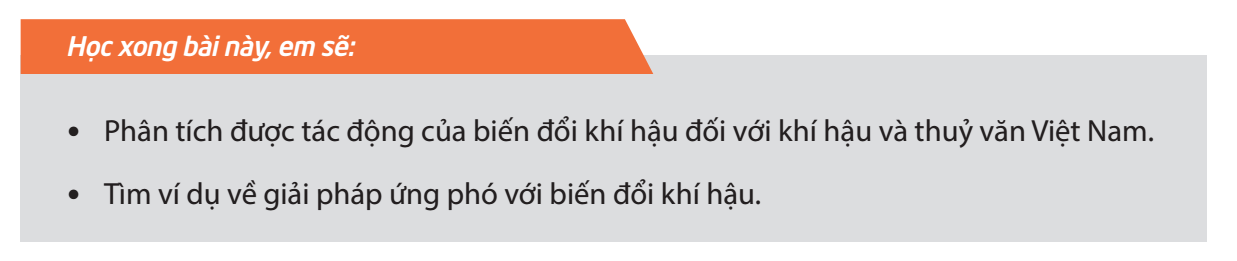 Học xong bài này, em sẽ:
• Phân tích được tác động của biến đổi khí hậu đối với khí hậu và thuỷ văn Việt Nam.
• Tìm ví dụ về giải pháp ứng phó với biến đổi khí hậu.